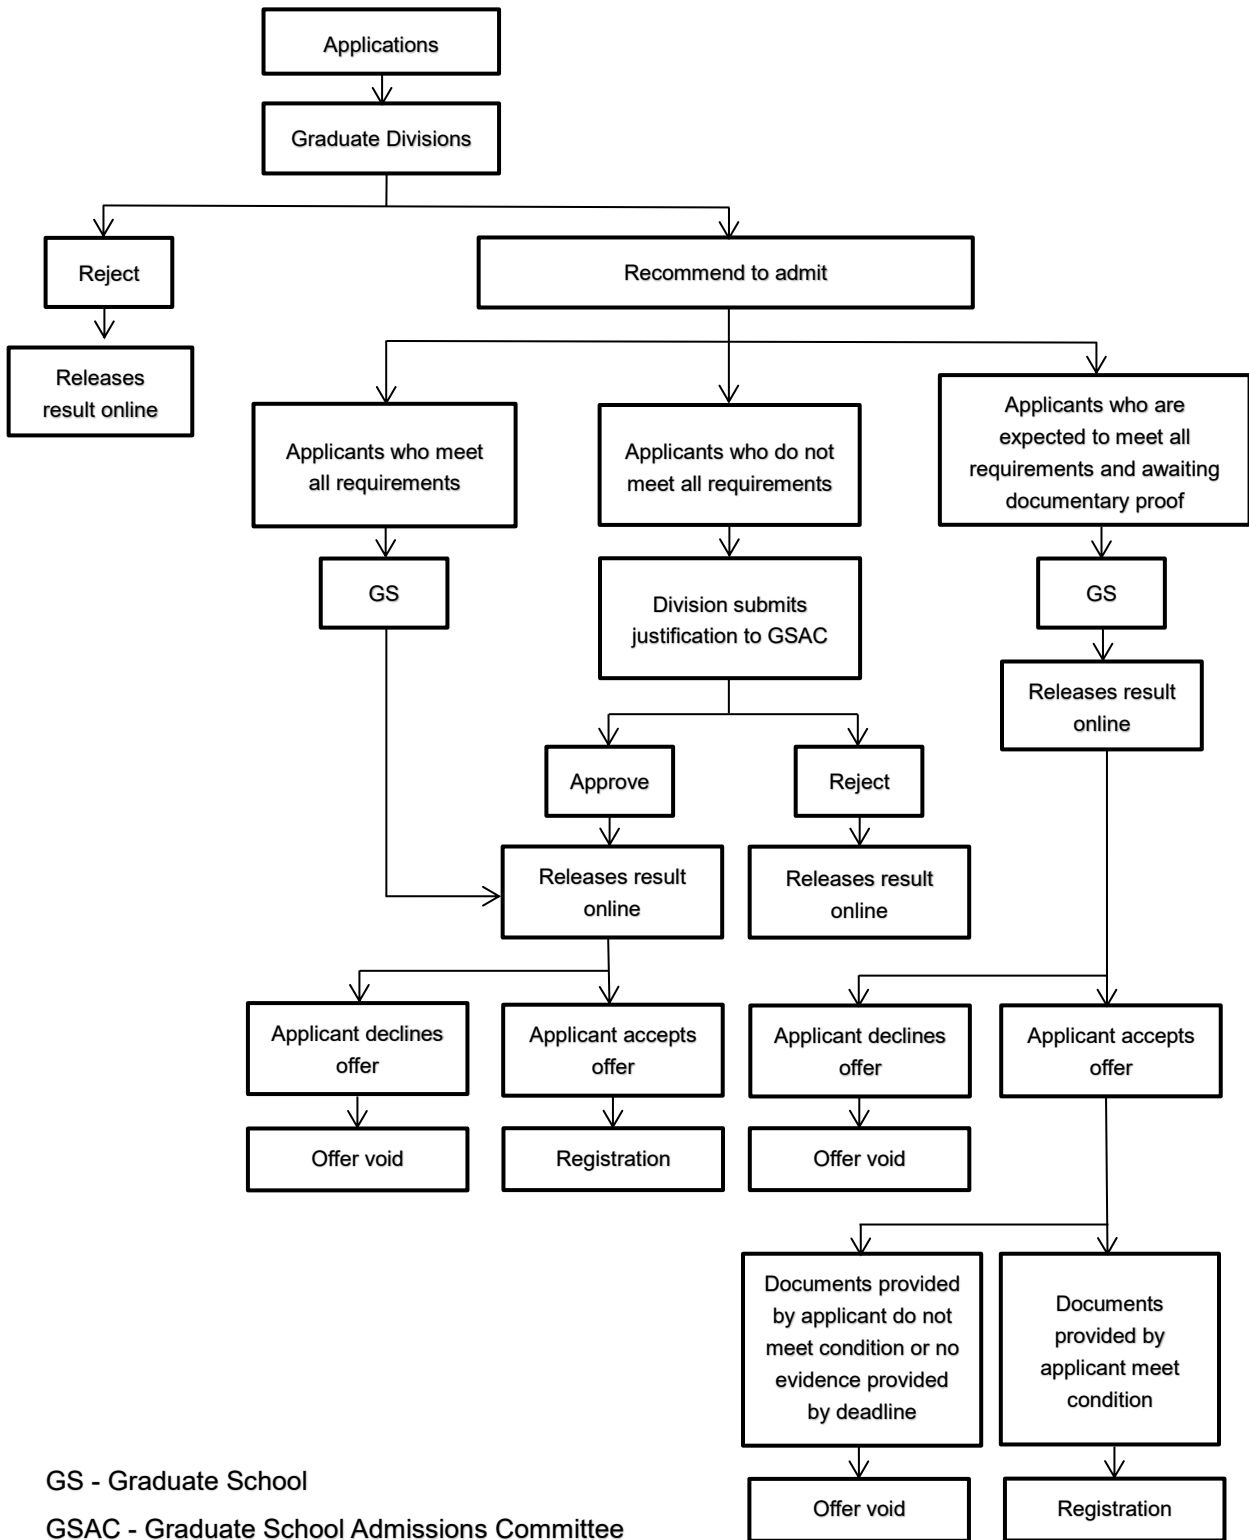 Applications
Graduate Divisions
Reject
Recommend to admit
Releases
result online
Applicants who meet
all requirements
Applicants who do not
meet all requirements
Applicants who are
expected to meet all
requirements and awaiting
documentary proof
GS
Division submits
justification to GSAC
GS
Releases result
online
Approve
Reject
Releases result
online
Releases result
online
Applicant declines
offer
Applicant accepts
offer
Applicant declines
offer
Applicant accepts
offer
Offer void
Registration
Offer void
Documents provided
by applicant do not
meet condition or no
evidence provided
by deadline
Documents
provided by
applicant meet
condition
Offer void
Registration
GS - Graduate School
GSAC - Graduate School Admissions Committee